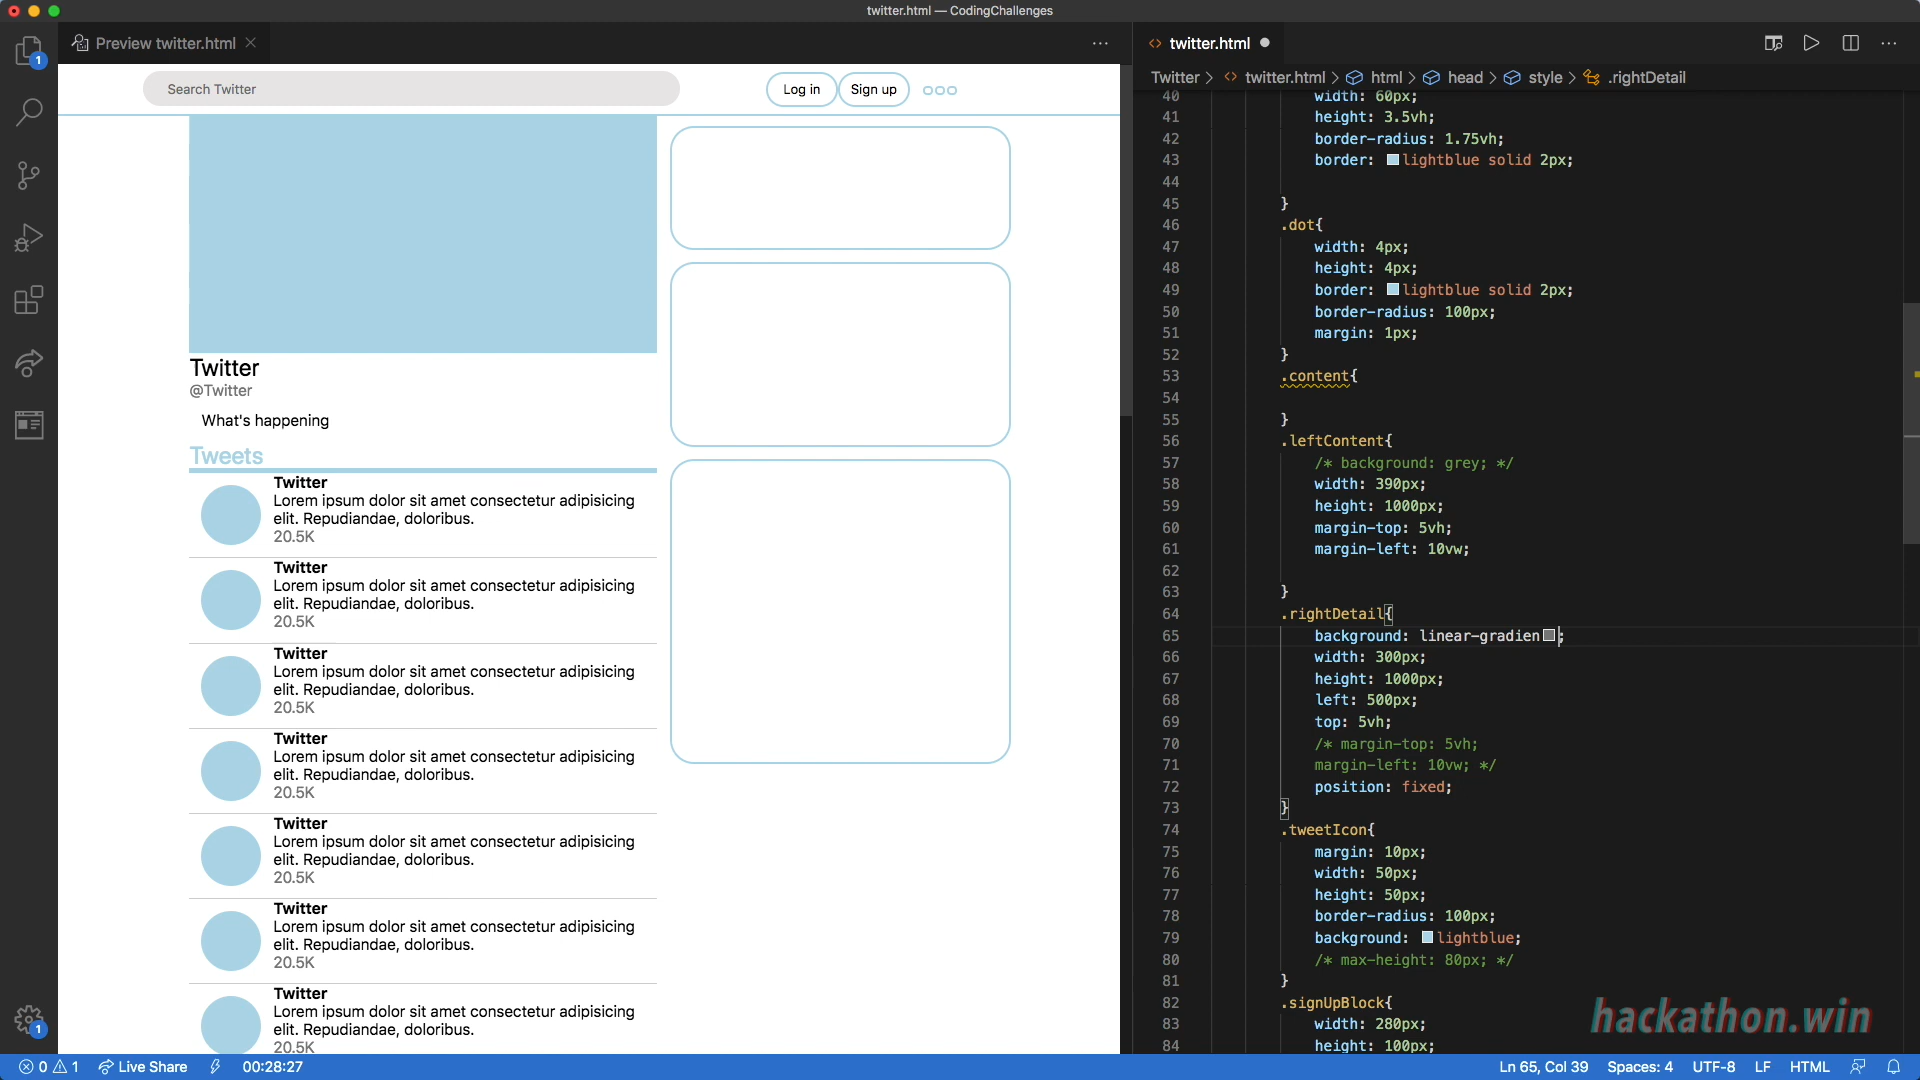 twitter.html — CodingChallenges
Preview twitter.html
twitter.html
Twitter > twitter.html > html > head > style > .rightDetail
1
Search Twitter
Log in
Sign up
Twitter
@Twitter
What's happening
Tweets
Twitter
Lorem ipsum dolor sit amet consectetur adipisicing
elit. Repudiandae, doloribus.
20.5K
Twitter
Lorem ipsum dolor sit amet consectetur adipisicing
elit. Repudiandae, doloribus.
20.5K
Twitter
Lorem ipsum dolor sit amet consectetur adipisicing
elit. Repudiandae, doloribus.
20.5K
Twitter
Lorem ipsum dolor sit amet consectetur adipisicing
elit. Repudiandae, doloribus.
20.5K
Twitter
Lorem ipsum dolor sit amet consectetur adipisicing
elit. Repudiandae, doloribus.
20.5K
Twitter
Lorem ipsum dolor sit amet consectetur adipisicing
elit. Repudiandae, doloribus.
20.5K
Twitter
Lorem ipsum dolor sit amet consectetur adipisicing
elit. Repudiandae, doloribus.
20.5K
40 width: 60px;
41 height: 3.5vh;
42 border-radius: 1.75vh;
43 border: lightblue solid 2px;
44
45 }
46 .dot{
47 width: 4px;
48 height: 4px;
49 border: lightblue solid 2px;
50 border-radius: 100px;
51 margin: 1px;
52 }
53 .content{
54
55 }
56 .leftContent{
57 /* background: grey; */
58 width: 390px;
59 height: 1000px;
60 margin-top: 5vh;
61 margin-left: 10vw;
62
63 }
64 .rightDetail{
65 background: linear-gradien;
66 width: 300px;
67 height: 1000px;
68 left: 500px;
69 top: 5vh;
70 /* margin-top: 5vh;
71 margin-left: 10vw; */
72 position: fixed;
73 }
74 .tweetIcon{
75 margin: 10px;
76 width: 50px;
77 height: 50px;
78 border-radius: 100px;
79 background: lightblue;
80 /* max-height: 80px; */
81 }
82 .signUpBlock{
83 width: 280px;
84 height: 100px;
hackathon.win
1
0 1 Live Share 00:28:27
Ln 65, Col 39 Spaces: 4 UTF-8 LF HTML